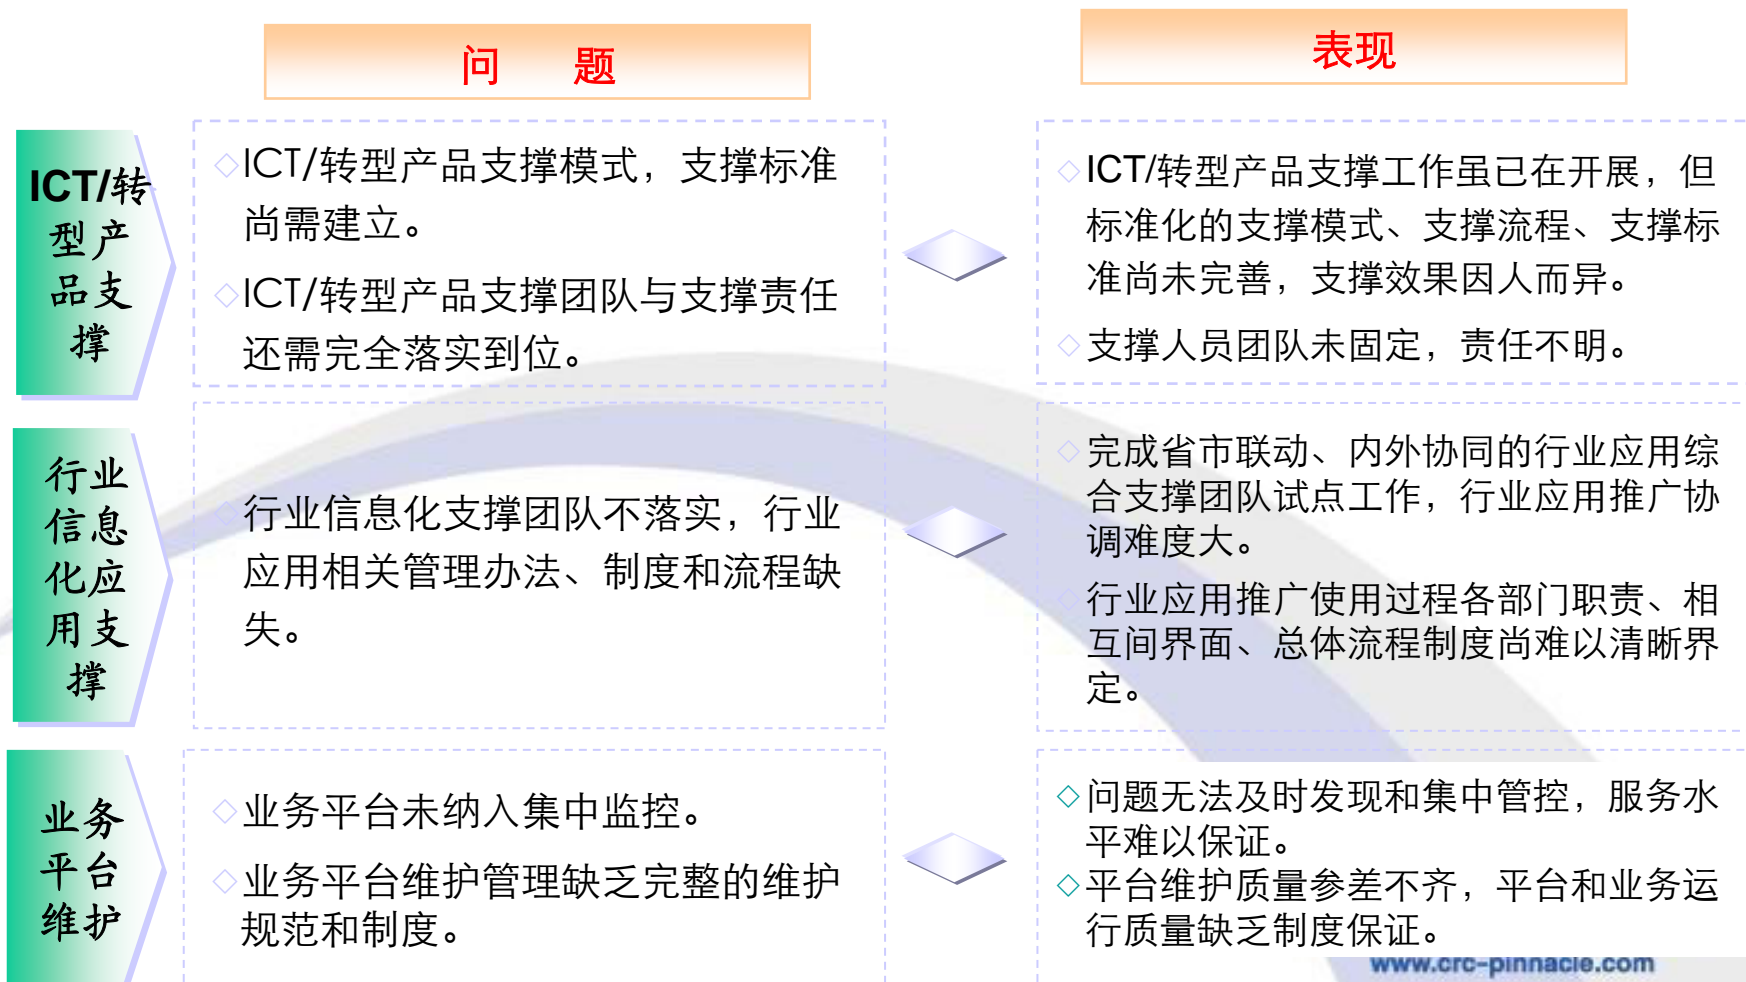 问 题
表现
ICT/转
型产
品支
撑
◇ICT/转型产品支撑模式，支撑标准
尚需建立。
◇ICT/转型产品支撑团队与支撑责任
还需完全落实到位。
◇ICT/转型产品支撑工作虽已在开展，但
标准化的支撑模式、支撑流程、支撑标
准尚未完善，支撑效果因人而异。
◇支撑人员团队未固定，责任不明。
行业
信息
化应
用支
撑
◇行业信息化支撑团队不落实，行业
应用相关管理办法、制度和流程缺
失。
◇完成省市联动、内外协同的行业应用综
合支撑团队试点工作，行业应用推广协
调难度大。
◇行业应用推广使用过程各部门职责、相
互间界面、总体流程制度尚难以清晰界
定。
业务
平台
维护
◇业务平台未纳入集中监控。
◇业务平台维护管理缺乏完整的维护
规范和制度。
◇问题无法及时发现和集中管控，服务水
平难以保证。
◇平台维护质量参差不齐，平台和业务运
行质量缺乏制度保证。
www.crc-pinnacle.com